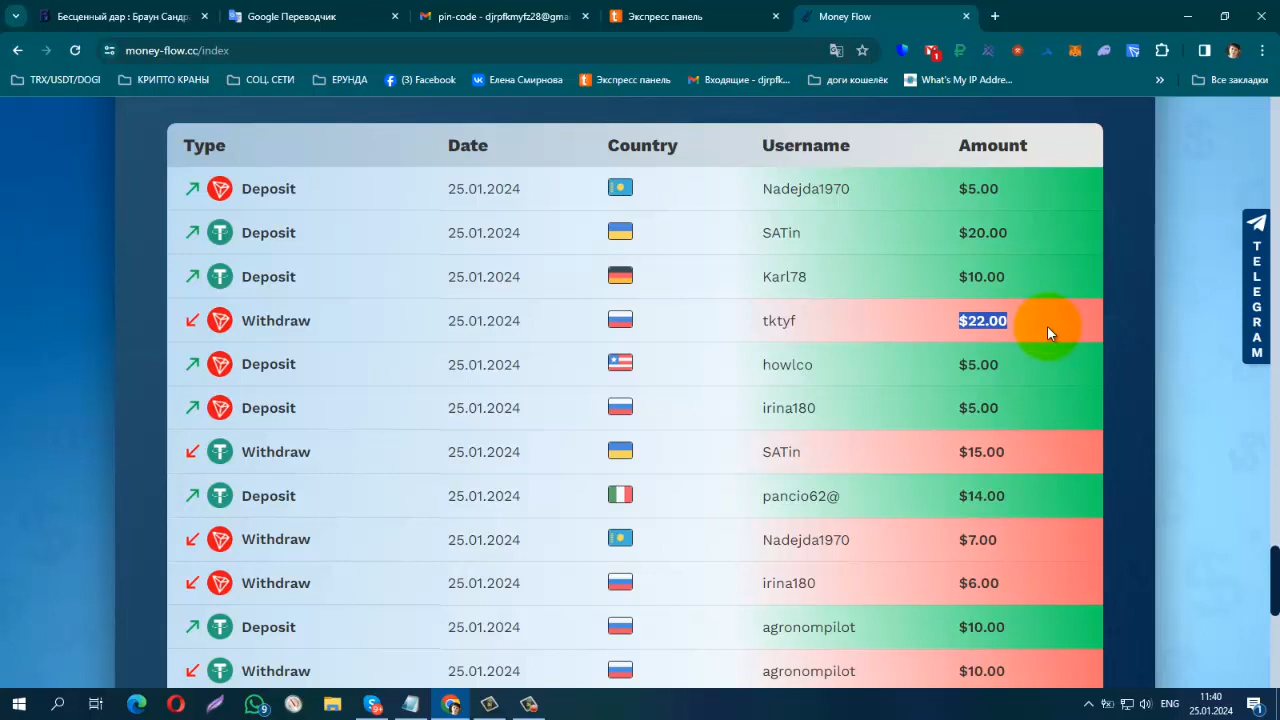 Бесценный дар : Браун Сандр
Google Переводчик
pin-code - djrpfkmyfz28@gmai
Экспресс панель
Money Flow
money-flow.cc/index
1
TRX/USDT/DOGI
КРИПТО КРАНЫ
СОЦ. СЕТИ
ЕРУНДА
(3) Facebook
Елена Смирнова
Экспресс панель
Входящие - djrpfk...
доги кошелёк
What's My IP Addre...
Все закладки
Type Date Country Username Amount
Deposit 25.01.2024 Nadejda1970 $5.00
Deposit 25.01.2024 SATin $20.00
Deposit 25.01.2024 Karl78 $10.00
Withdraw 25.01.2024 tktyf $22.00
Deposit 25.01.2024 howlco $5.00
Deposit 25.01.2024 irina180 $5.00
Withdraw 25.01.2024 SATin $15.00
Deposit 25.01.2024 pancio62@ $14.00
Withdraw 25.01.2024 Nadejda1970 $7.00
Withdraw 25.01.2024 irina180 $6.00
Deposit 25.01.2024 agronompilot $10.00
Withdraw 25.01.2024 agronompilot $10.00
TELEGRAM
9
9+
ENG
11:40
25.01.2024
1